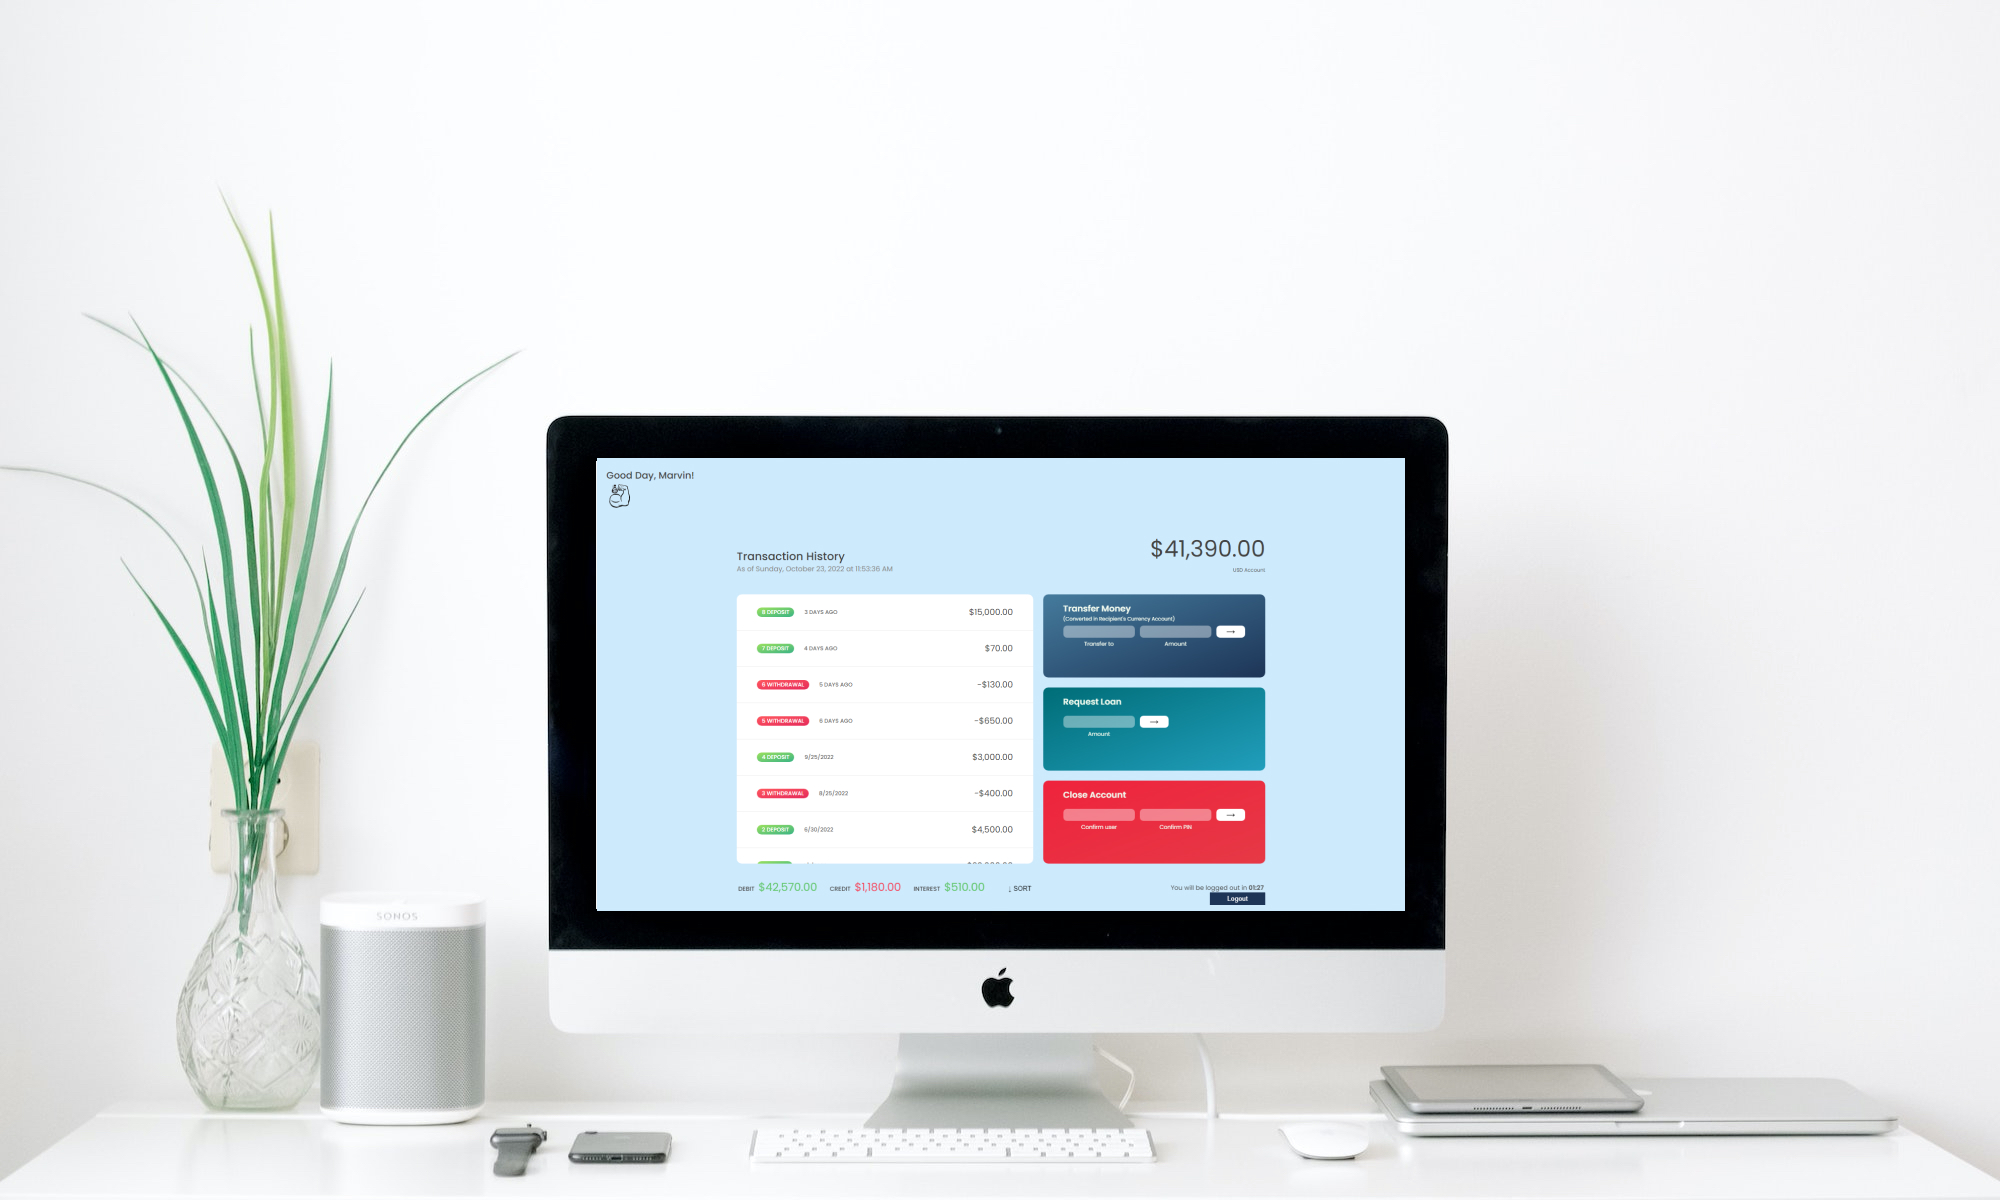 Good Day, Marvin!
Transaction History
As of Sunday, October 23, 2022 at 11:53:36 AM
$41,390.00
USD Account
8 DEPOSIT 3 DAYS AGO $15,000.00
7 DEPOSIT 4 DAYS AGO $70.00
6 WITHDRAWAL 5 DAYS AGO -$130.00
5 WITHDRAWAL 6 DAYS AGO -$650.00
4 DEPOSIT 9/25/2022 $3,000.00
3 WITHDRAWAL 8/25/2022 -$400.00
2 DEPOSIT 6/30/2022 $4,500.00
Transfer Money
(Converted in Recipient's Currency Account)
→
Transfer to Amount
Request Loan
→
Amount
Close Account
→
Confirm user Confirm PIN
DEBIT $42,570.00 CREDIT $1,180.00 INTEREST $510.00 ↓ SORT
You will be logged out in 01:27
Logout
SONOS